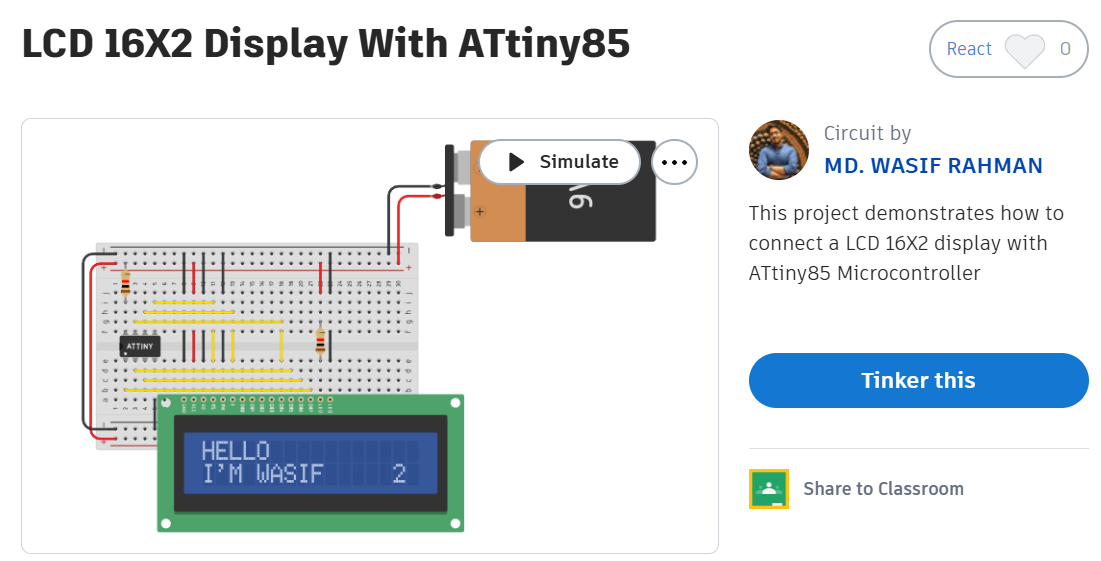 LCD 16X2 Display With ATtiny85
React 0
Simulate
9V
+
ATTINY
HELLO
I'M WASIF 2
Circuit by
MD. WASIF RAHMAN
This project demonstrates how to
connect a LCD 16X2 display with
ATtiny85 Microcontroller
Tinker this
Share to Classroom